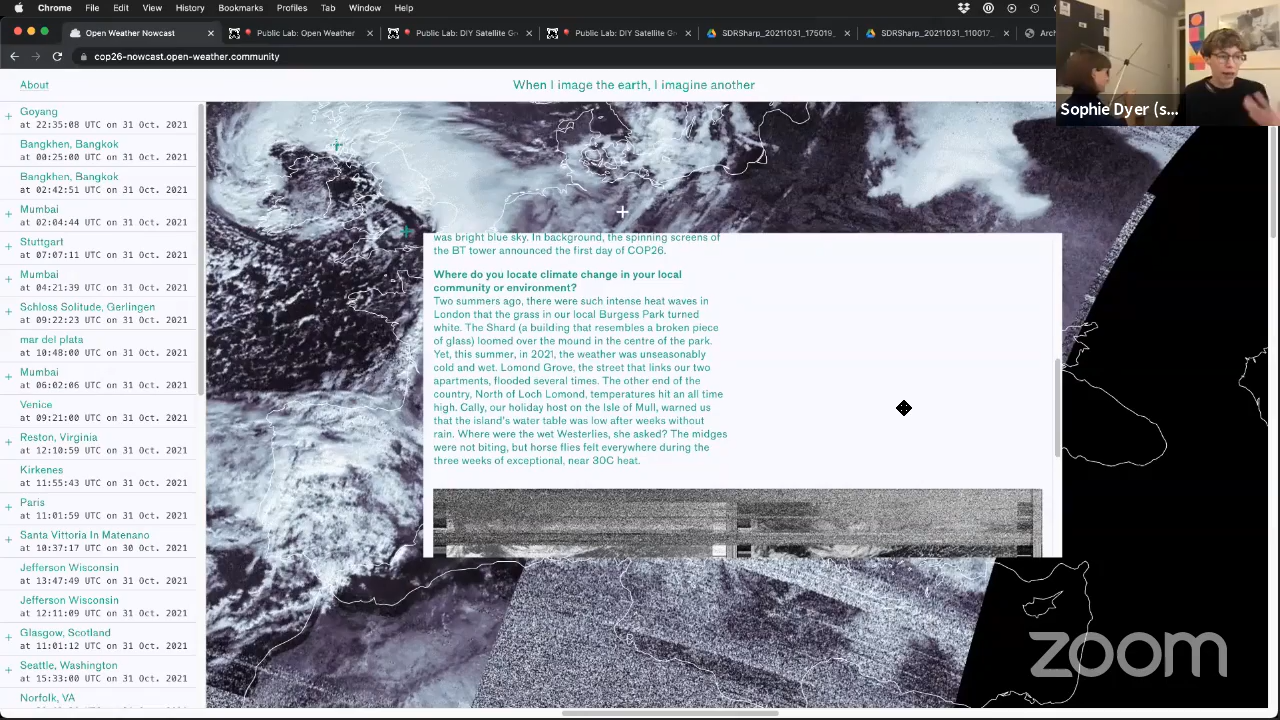 Chrome File Edit View History Bookmarks Profiles Tab Window Help
Open Weather Nowcast
Public Lab: Open Weather
Public Lab: DIY Satellite Gr
Public Lab: DIY Satellite Gr
SDRSharp_20211031_175019_
SDRSharp_20211031_110017_
Arch
cop26-nowcast.open-weather.community
Sophie Dyer (s...
About
When I image the earth, I imagine another
+ Goyang
at 22:35:08 UTC on 31 Oct. 2021
Bangkhen, Bangkok
at 00:25:00 UTC on 31 Oct. 2021
Bangkhen, Bangkok
at 02:42:51 UTC on 31 Oct. 2021
+ Mumbai
at 02:04:44 UTC on 31 Oct. 2021
+ Stuttgart
at 07:07:11 UTC on 31 Oct. 2021
+ Mumbai
at 04:21:39 UTC on 31 Oct. 2021
+ Schloss Solitude, Gerlingen
at 09:22:23 UTC on 31 Oct. 2021
mar del plata
at 10:48:00 UTC on 31 Oct. 2021
+ Mumbai
at 06:02:06 UTC on 31 Oct. 2021
Venice
at 09:21:00 UTC on 31 Oct. 2021
+ Reston, Virginia
at 12:10:59 UTC on 31 Oct. 2021
Kirkenes
at 11:55:43 UTC on 31 Oct. 2021
+ Paris
at 11:01:59 UTC on 31 Oct. 2021
+ Santa Vittoria In Matenano
at 10:37:17 UTC on 30 Oct. 2021
Jefferson Wisconsin
at 13:47:49 UTC on 31 Oct. 2021
Jefferson Wisconsin
at 12:11:09 UTC on 31 Oct. 2021
+ Glasgow, Scotland
at 11:01:12 UTC on 31 Oct. 2021
+ Seattle, Washington
at 15:33:00 UTC on 31 Oct. 2021
Norfolk, VA
was bright blue sky. In background, the spinning screens of
the BT tower announced the first day of COP26.
Where do you locate climate change in your local
community or environment?
Two summers ago, there were such intense heat waves in
London that the grass in our local Burgess Park turned
white. The Shard (a building that resembles a broken piece
of glass) loomed over the mound in the centre of the park.
Yet, this summer, in 2021, the weather was unseasonably
cold and wet. Lomond Grove, the street that links our two
apartments, flooded several times. The other end of the
country, North of Loch Lomond, temperatures hit an all time
high. Cally, our holiday host on the Isle of Mull, warned us
that the island's water table was low after weeks without
rain. Where were the wet Westerlies, she asked? The midges
were not biting, but horse flies felt everywhere during the
three weeks of exceptional, near 30C heat.
zoom